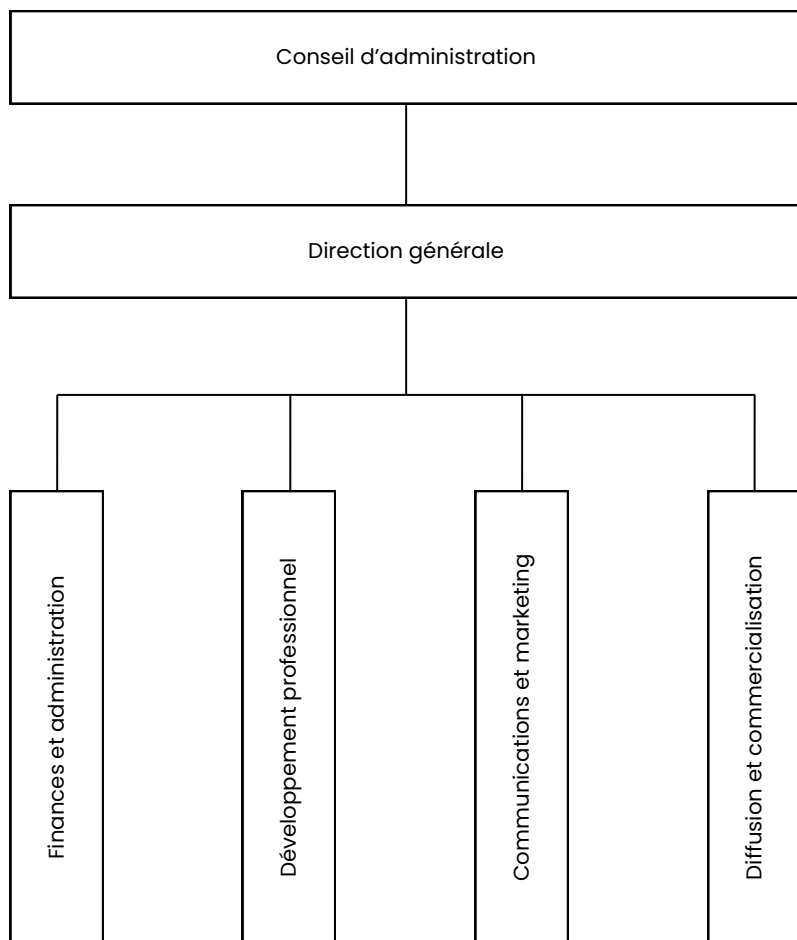 Conseil d’administration
Direction générale
Finances et administration
Développement professionnel
Communications et marketing
Diffusion et commercialisation